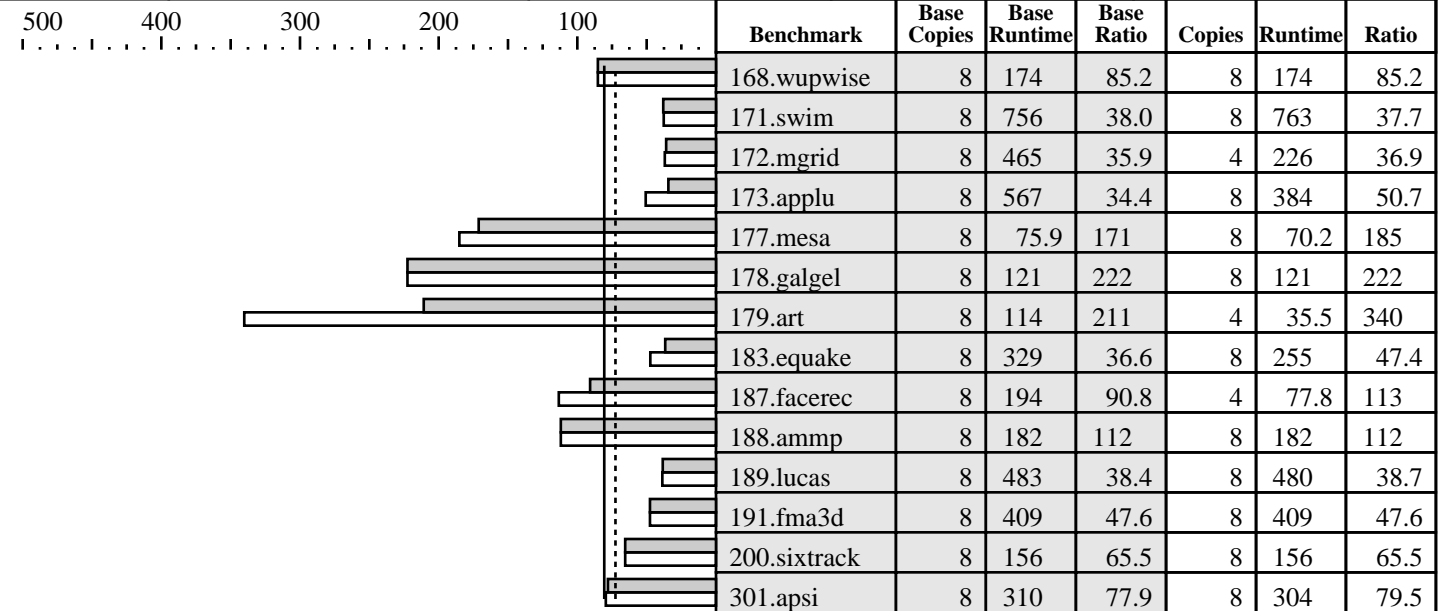 500 400 300 200 100
Benchmark Base Copies Base Runtime Base Ratio Copies Runtime Ratio
168.wupwise 8 174 85.2 8 174 85.2
171.swim 8 756 38.0 8 763 37.7
172.mgrid 8 465 35.9 4 226 36.9
173.applu 8 567 34.4 8 384 50.7
177.mesa 8 75.9 171 8 70.2 185
178.galgel 8 121 222 8 121 222
179.art 8 114 211 4 35.5 340
183.equake 8 329 36.6 8 255 47.4
187.facerec 8 194 90.8 4 77.8 113
188.ammp 8 182 112 8 182 112
189.lucas 8 483 38.4 8 480 38.7
191.fma3d 8 409 47.6 8 409 47.6
200.sixtrack 8 156 65.5 8 156 65.5
301.apsi 8 310 77.9 8 304 79.5